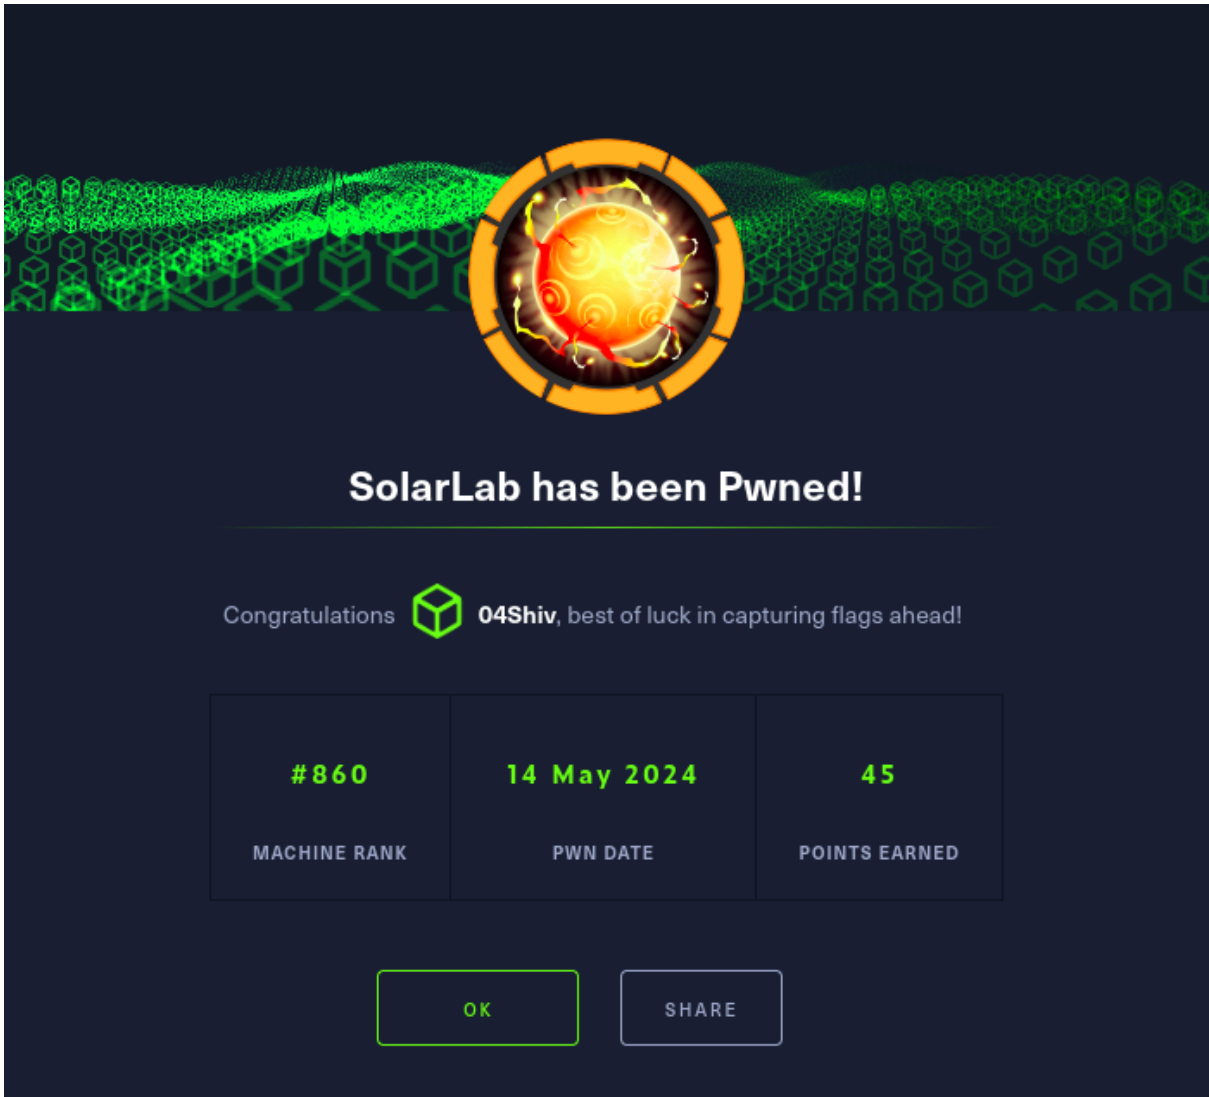 SolarLab has been Pwned!
Congratulations 04Shiv, best of luck in capturing flags ahead!
#860 14 May 2024 45
MACHINE RANK PWN DATE POINTS EARNED
OK SHARE